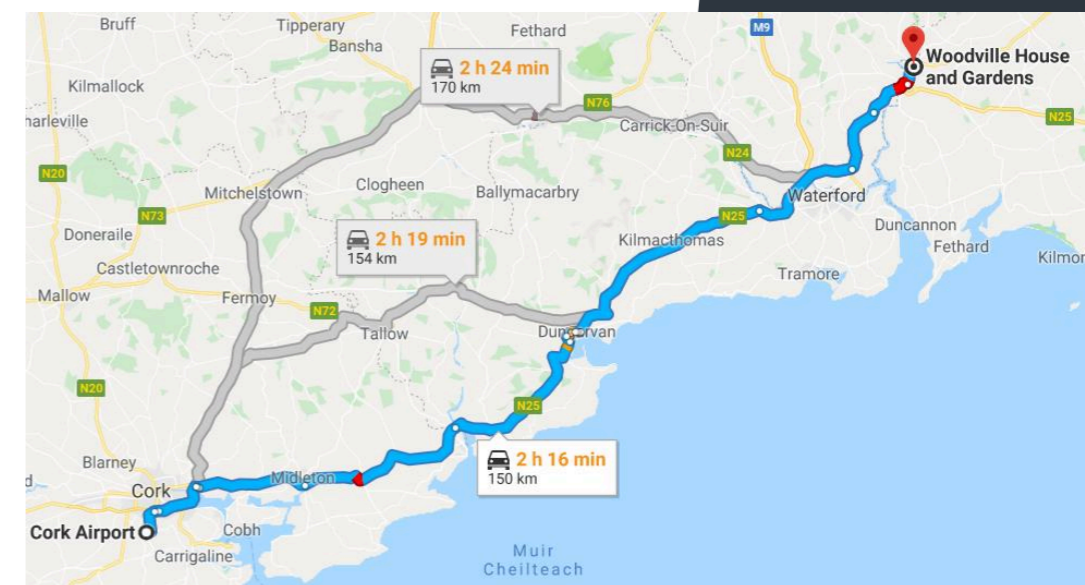 Bruff
Tipperary
Bansha
Fethard
M9
Woodville House
and Gardens
2 h 24 min
170 km
Kilmallock
N76
N25
Carrick-On-Suir
N24
N20
Mitchelstown
Clogheen
Ballymacarbry
Waterford
N73
N25
Duncannon
Doneraile
2 h 19 min
154 km
Kilmacthomas
Fethard
Castletownroche
Tramore
Mallow
Fermoy
N72
Tallow
N20
N25
Blarney
2 h 16 min
150 km
Midleton
Cork
Cork Airport
Cobh
Carrigaline
Muir
Cheilteach